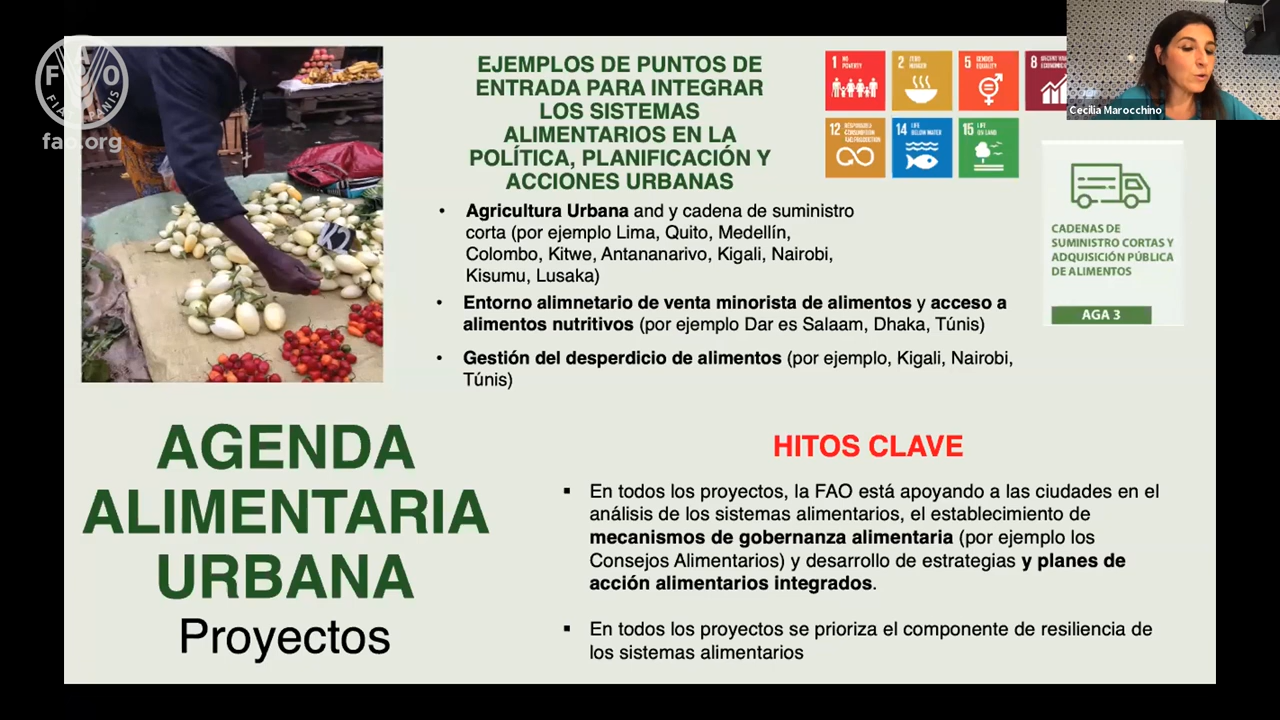 FAO
FIAT PANIS
fao.org
EJEMPLOS DE PUNTOS DE
ENTRADA PARA INTEGRAR
LOS SISTEMAS
ALIMENTARIOS EN LA
POLÍTICA, PLANIFICACIÓN Y
ACCIONES URBANAS
1 NO
POVERTY
2 ZERO
HUNGER
5 GENDER
EQUALITY
8
12 RESPONSIBLE
CONSUMPTION
AND PRODUCTION
14 LIFE
BELOW WATER
15 LIFE
ON LAND
Cecilia Marocchino
• Agricultura Urbana and y cadena de suministro
corta (por ejemplo Lima, Quito, Medellín,
Colombo, Kitwe, Antananarivo, Kigali, Nairobi,
Kisumu, Lusaka)
• Entorno alimnetario de venta minorista de alimentos y acceso a
alimentos nutritivos (por ejemplo Dar es Salaam, Dhaka, Túnis)
• Gestión del desperdicio de alimentos (por ejemplo, Kigali, Nairobi,
Túnis)
CADENAS DE
SUMINISTRO CORTAS Y
ADQUISICIÓN PÚBLICA
DE ALIMENTOS
AGA 3
K2
AGENDA
ALIMENTARIA
URBANA
Proyectos
HITOS CLAVE
▪ En todos los proyectos, la FAO está apoyando a las ciudades en el
análisis de los sistemas alimentarios, el establecimiento de
mecanismos de gobernanza alimentaria (por ejemplo los
Consejos Alimentarios) y desarrollo de estrategias y planes de
acción alimentarios integrados.
▪ En todos los proyectos se prioriza el componente de resiliencia de
los sistemas alimentarios